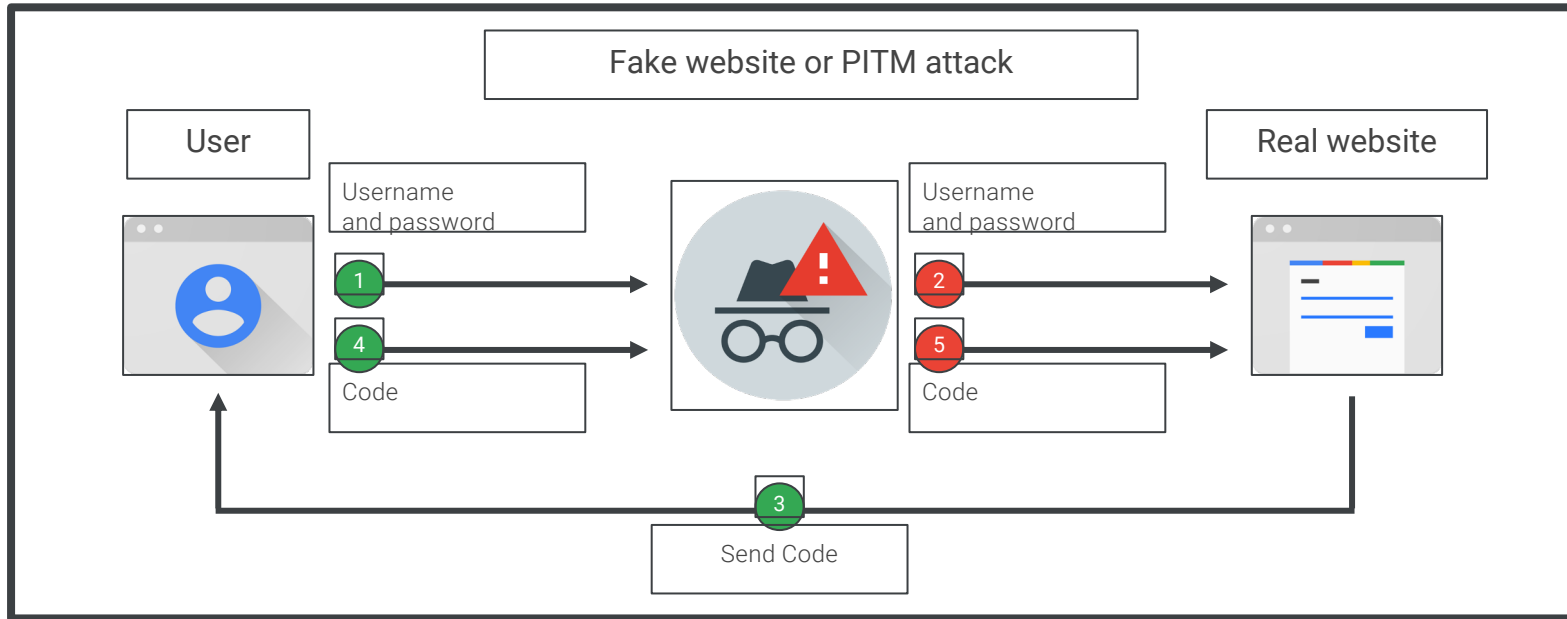 Fake website or PITM attack
User
Real website
Username
and password
Username
and password
1
2
4
5
Code
Code
3
Send Code